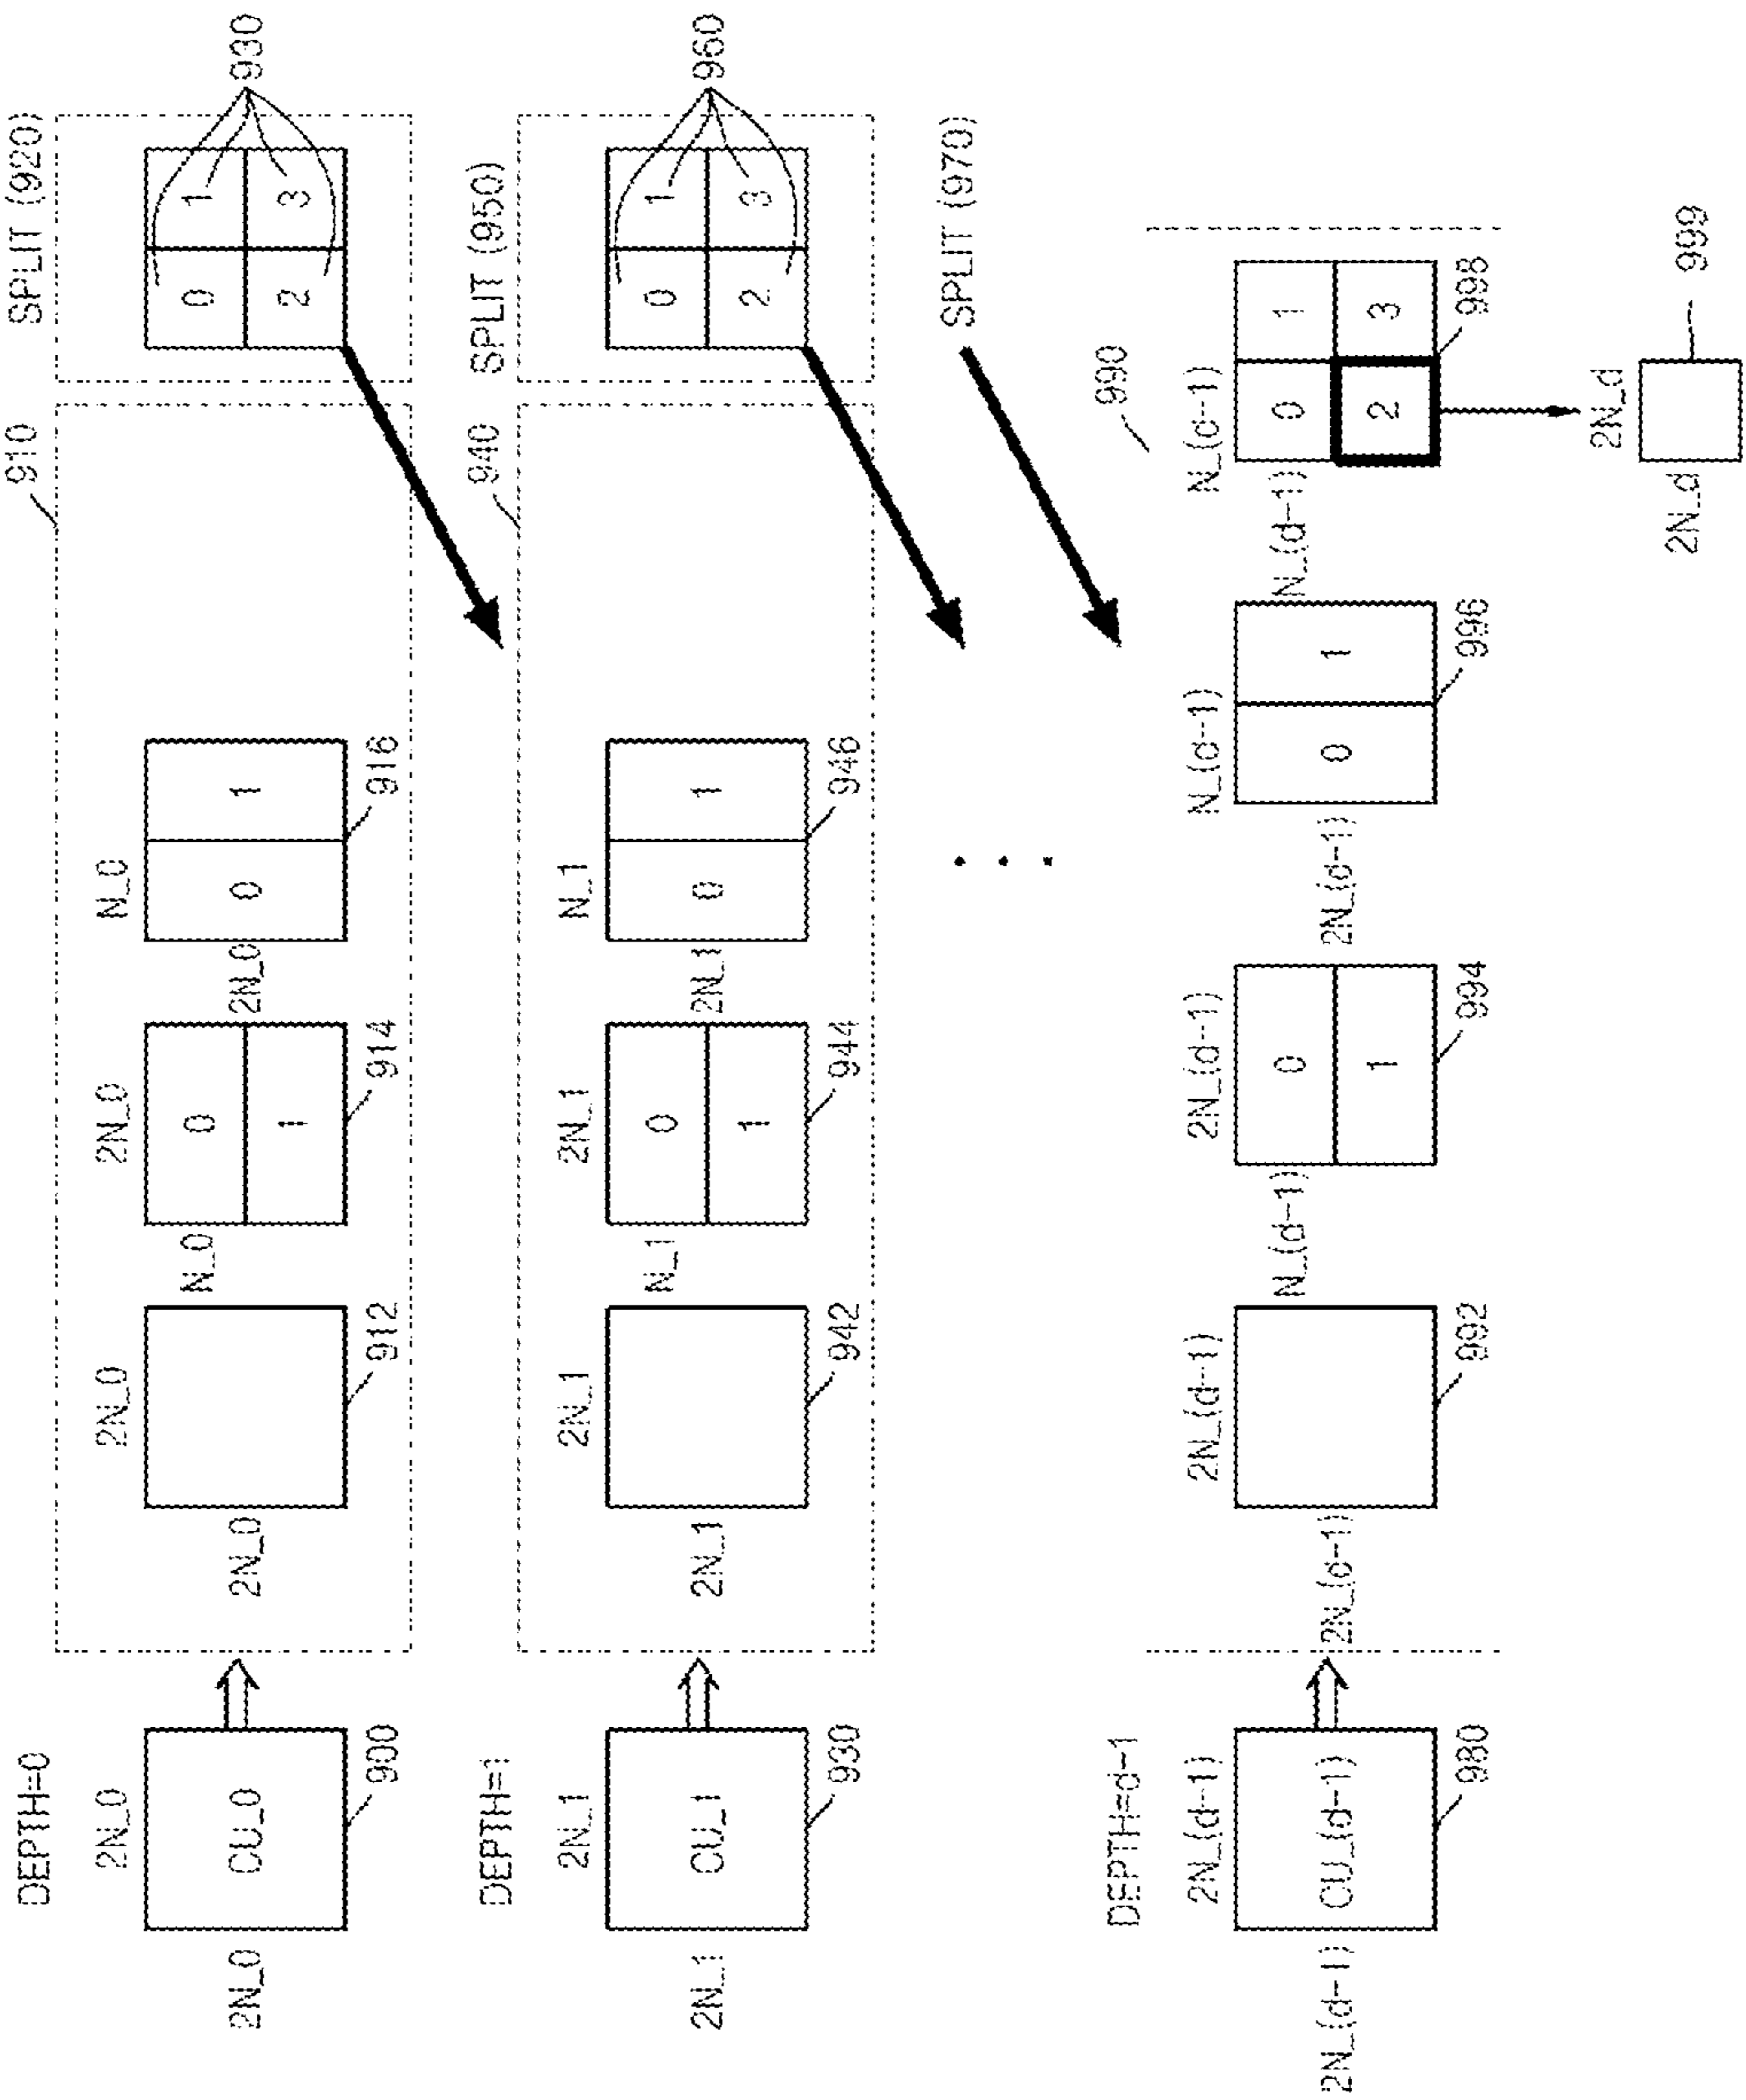 DEPTH=0
SPLIT (920)
910
2N_0
2N_0
2N_0
N_0
930
2N_0
CU_0
2N_0
N_0
0
1
2N_0
0
1
0
1
2
3
900
912
914
916
DEPTH=1
SPLIT (950)
940
2N_1
2N_1
2N_1
N_1
960
2N_1
CU_1
2N_1
N_1
0
1
2N_1
0
1
0
1
2
3
930
942
944
946
SPLIT (970)
DEPTH=d-1
990
2N_(d-1)
2N_(d-1)
2N_(d-1)
N_(d-1)
N_(d-1)
2N_(d-1)
CU_(d-1)
2N_(d-1)
N_(d-1)
0
1
2N_(d-1)
0
1
N_(d-1)
0
1
2
3
980
992
994
996
998
2N_d
2N_d
999